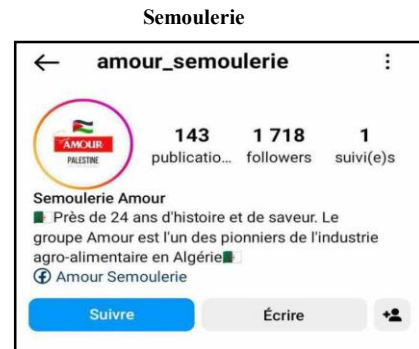 Semoulerie
amour_semoulerie
AMOUR
PALESTINE
143 1 718 1
publicatio... followers suivi(e)s
Semoulerie Amour
🇩🇿Près de 24 ans d'histoire et de saveur. Le
groupe Amour est l'un des pionniers de l'industrie
agro-alimentaire en Algérie🇩🇿
Amour Semoulerie
Suivre Écrire